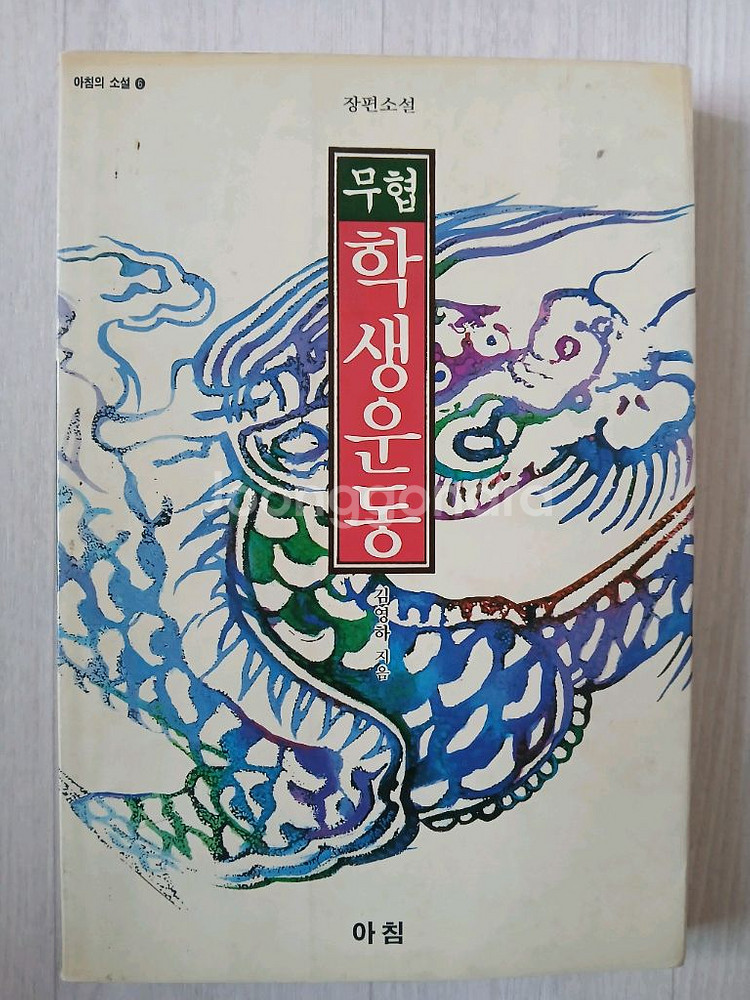 아침의 소설 6
장편소설
무협
학생운동
김영하 지음
아침
joonggonara